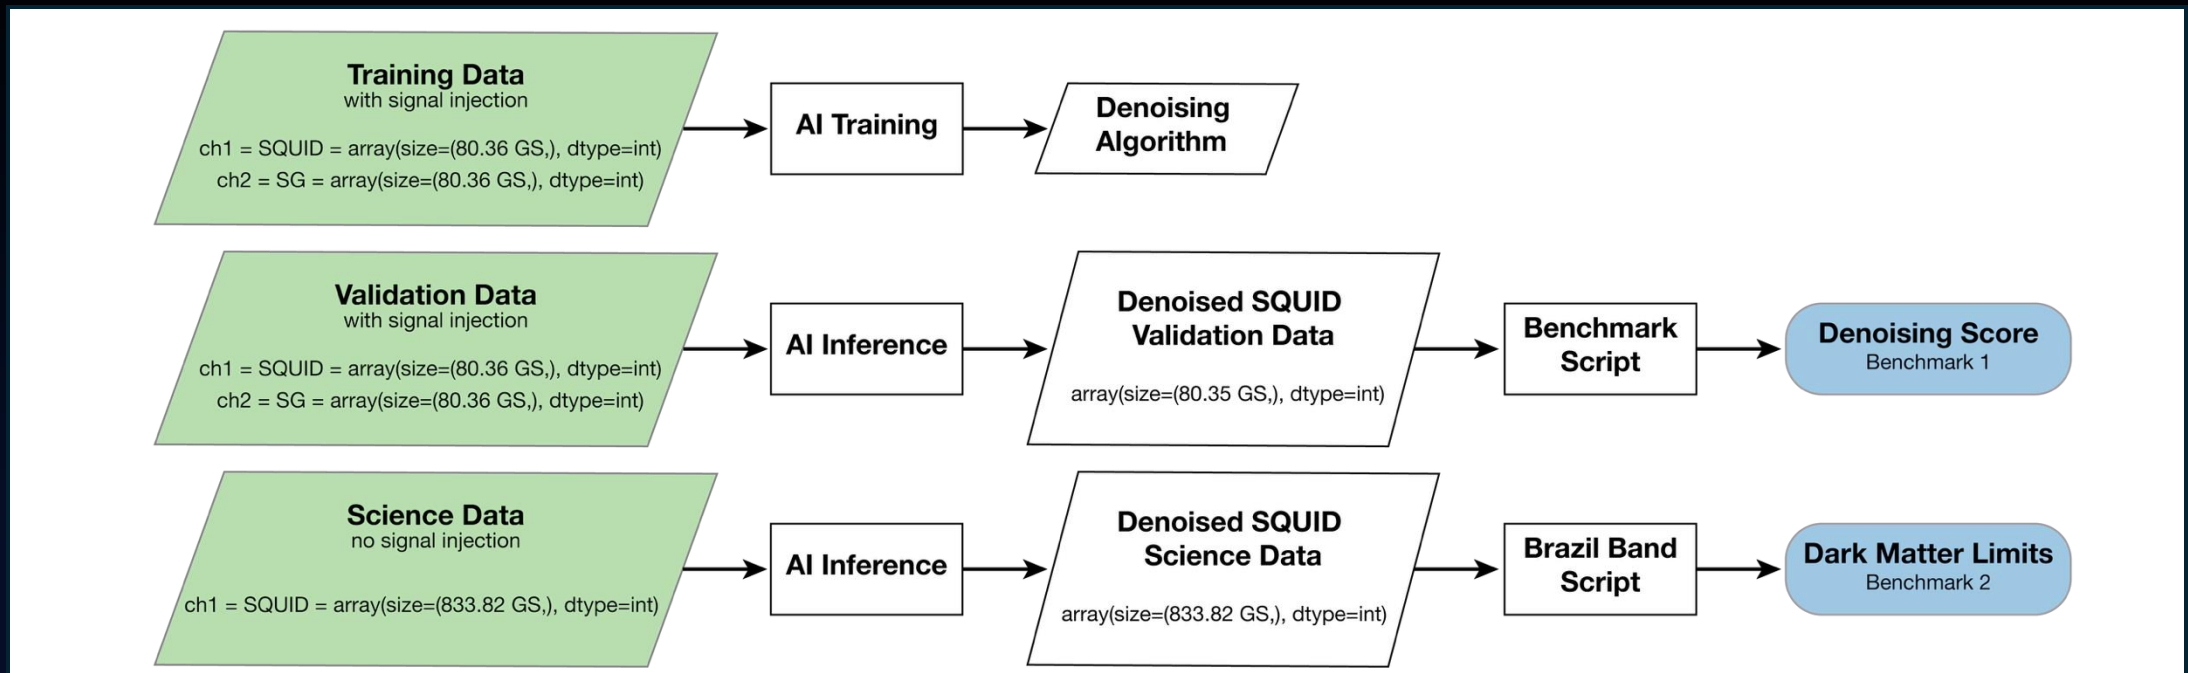 Training Data
with signal injection
ch1 = SQUID = array(size=(80.36 GS,), dtype=int)
ch2 = SG = array(size=(80.36 GS,), dtype=int)
AI Training
Denoising
Algorithm
Validation Data
with signal injection
ch1 = SQUID = array(size=(80.36 GS,), dtype=int)
ch2 = SG = array(size=(80.36 GS,), dtype=int)
AI Inference
Denoised SQUID
Validation Data
array(size=(80.35 GS,), dtype=int)
Benchmark
Script
Denoising Score
Benchmark 1
Science Data
no signal injection
ch1 = SQUID = array(size=(833.82 GS,), dtype=int)
AI Inference
Denoised SQUID
Science Data
array(size=(833.82 GS,), dtype=int)
Brazil Band
Script
Dark Matter Limits
Benchmark 2